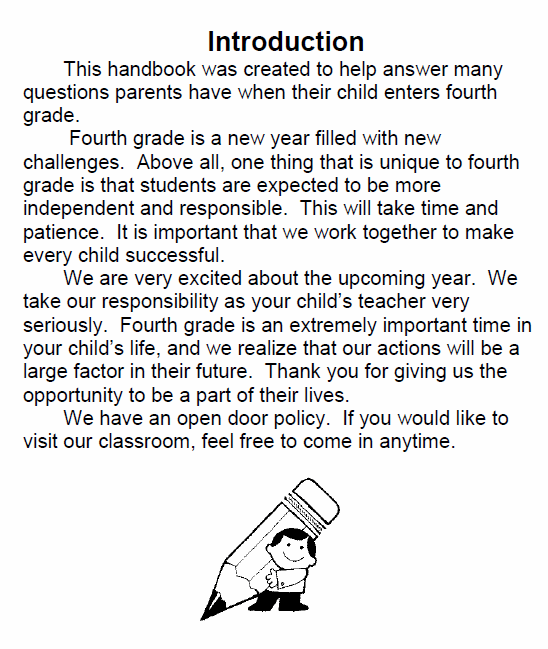 Introduction
This handbook was created to help answer many
questions parents have when their child enters fourth
grade.
Fourth grade is a new year filled with new
challenges.  Above all, one thing that is unique to fourth
grade is that students are expected to be more
independent and responsible.  This will take time and
patience.  It is important that we work together to make
every child successful.
We are very excited about the upcoming year.  We
take our responsibility as your child’s teacher very
seriously.  Fourth grade is an extremely important time in
your child’s life, and we realize that our actions will be a
large factor in their future.  Thank you for giving us the
opportunity to be a part of their lives.
We have an open door policy.  If you would like to
visit our classroom, feel free to come in anytime.